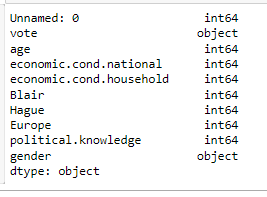 Unnamed: 0 int64
vote object
age int64
economic.cond.national int64
economic.cond.household int64
Blair int64
Hague int64
Europe int64
political.knowledge int64
gender object
dtype: object